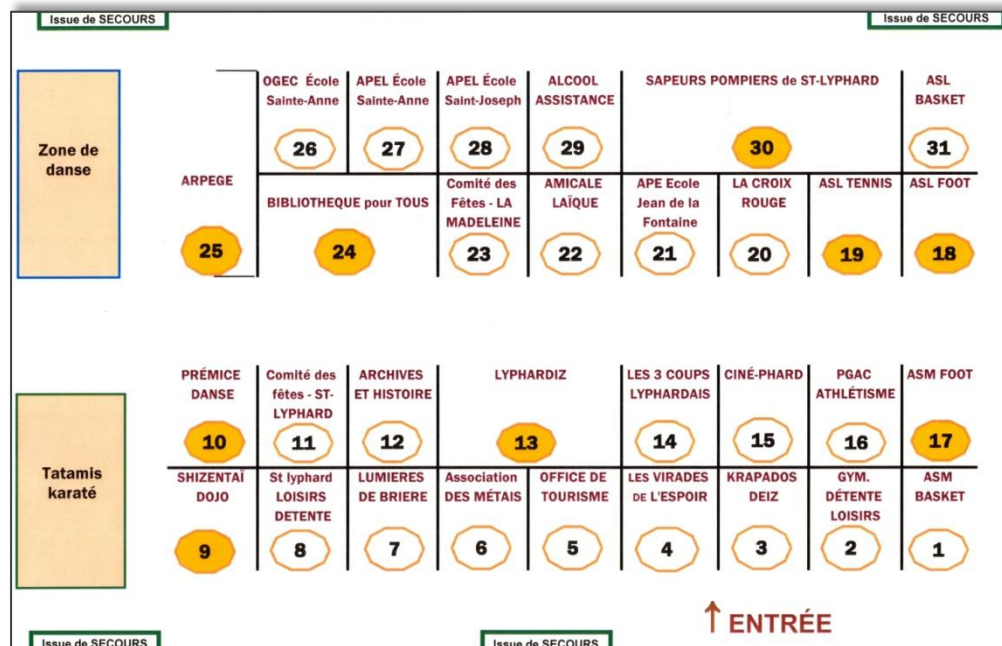 Issue de SECOURS
Issue de SECOURS
Zone de
danse
ARPEGE
25
OGEC École
Sainte-Anne
26
APEL École
Sainte-Anne
27
APEL École
Saint-Joseph
28
ALCOOL
ASSISTANCE
29
SAPEURS POMPIERS de ST-LYPHARD
30
ASL
BASKET
31
BIBLIOTHEQUE pour TOUS
24
Comité des
Fêtes - LA
MADELEINE
23
AMICALE
LAÏQUE
22
APE Ecole
Jean de la
Fontaine
21
LA CROIX
ROUGE
20
ASL TENNIS
19
ASL FOOT
18
Tatamis
karaté
PRÉMICE
DANSE
10
Comité des
fêtes - ST-
LYPHARD
11
ARCHIVES
ET HISTOIRE
12
LYPHARDIZ
13
LES 3 COUPS
LYPHARDAIS
14
CINÉ-PHARD
15
PGAC
ATHLÉTISME
16
ASM FOOT
17
SHIZENTAÏ
DOJO
9
St lyphard
LOISIRS
DETENTE
8
LUMIERES
DE BRIERE
7
Association
DES MÉTAIS
6
OFFICE DE
TOURISME
5
LES VIRADES
DE L'ESPOIR
4
KRAPADOS
DEIZ
3
GYM.
DÉTENTE
LOISIRS
2
ASM
BASKET
1
↑ ENTRÉE
Issue de SECOURS
Issue de SECOURS